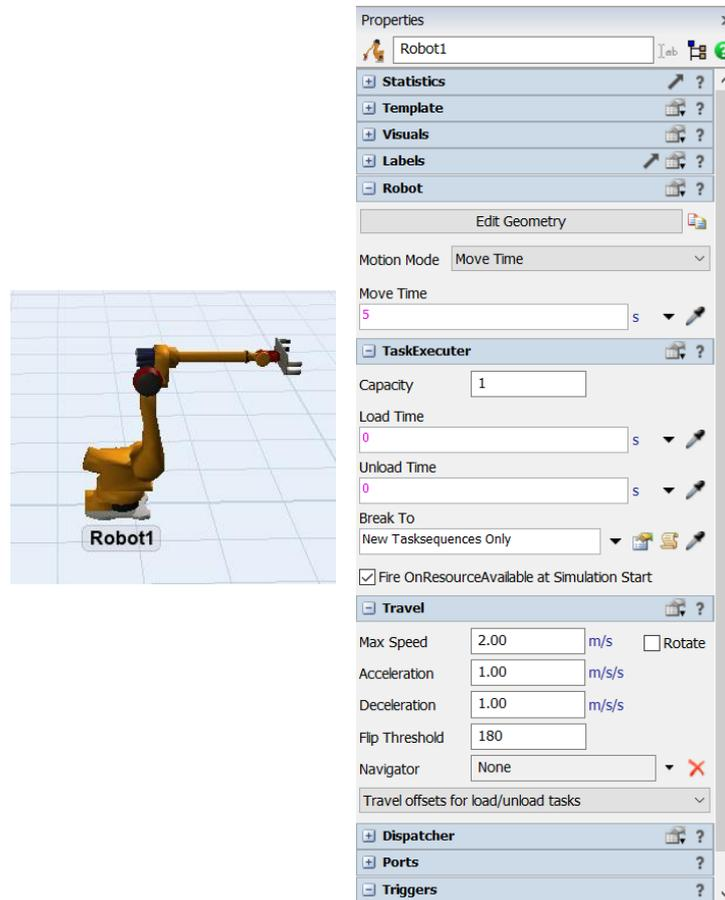 Properties
Robot1
Statistics
?
Template
?
Visuals
?
Labels
?
Robot
?
Edit Geometry
Motion Mode Move Time
Move Time
5 s
TaskExecuter
?
Capacity 1
Load Time
0 s
Unload Time
0 s
Break To
New Tasksequences Only
Fire OnResourceAvailable at Simulation Start
Travel
?
Max Speed 2.00 m/s Rotate
Acceleration 1.00 m/s/s
Deceleration 1.00 m/s/s
Flip Threshold 180
Navigator None
Travel offsets for load/unload tasks
Dispatcher
?
Ports
?
Triggers
?
Robot1